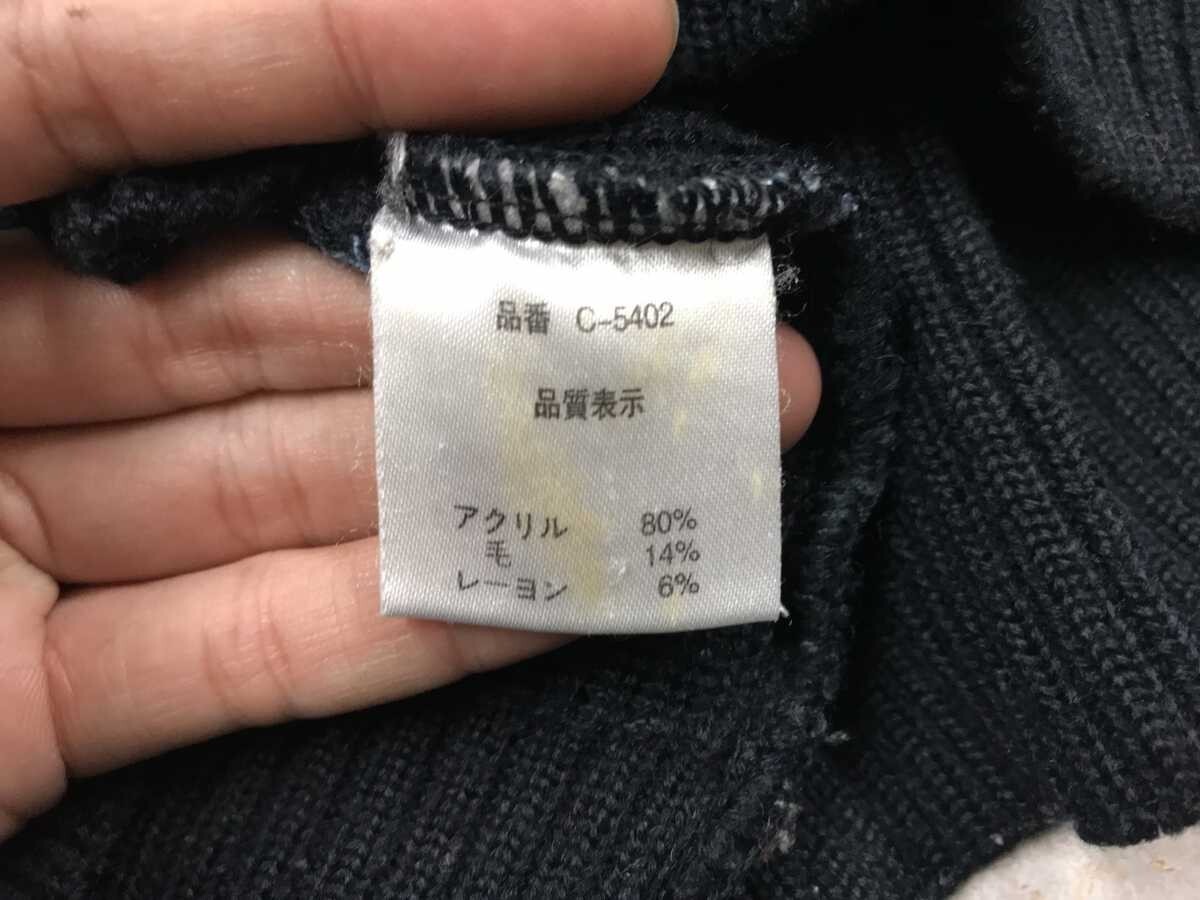 品番 C-5402
品質表示
アクリル 80%
毛 14%
レーヨン 6%